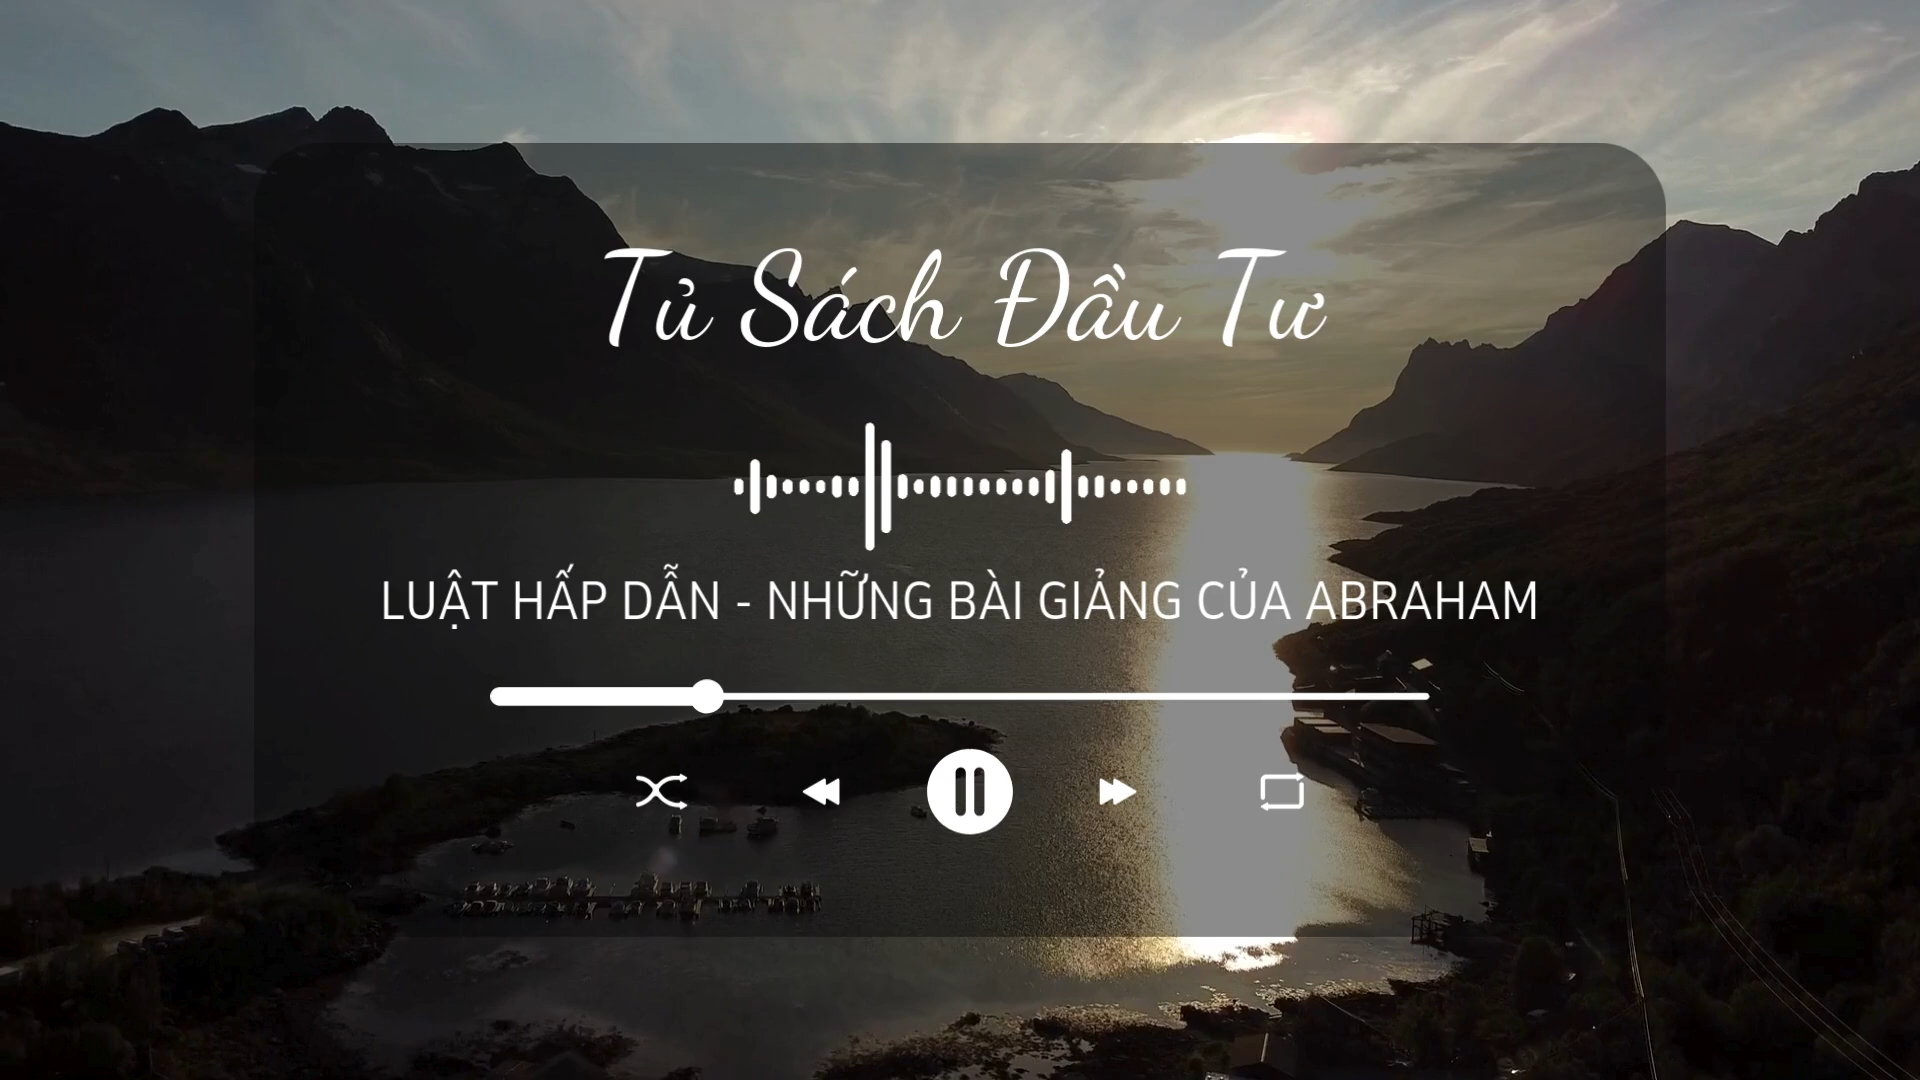 Tủ Sách Đầu Tư
LUẬT HẤP DẪN - NHỮNG BÀI GIẢNG CỦA ABRAHAM